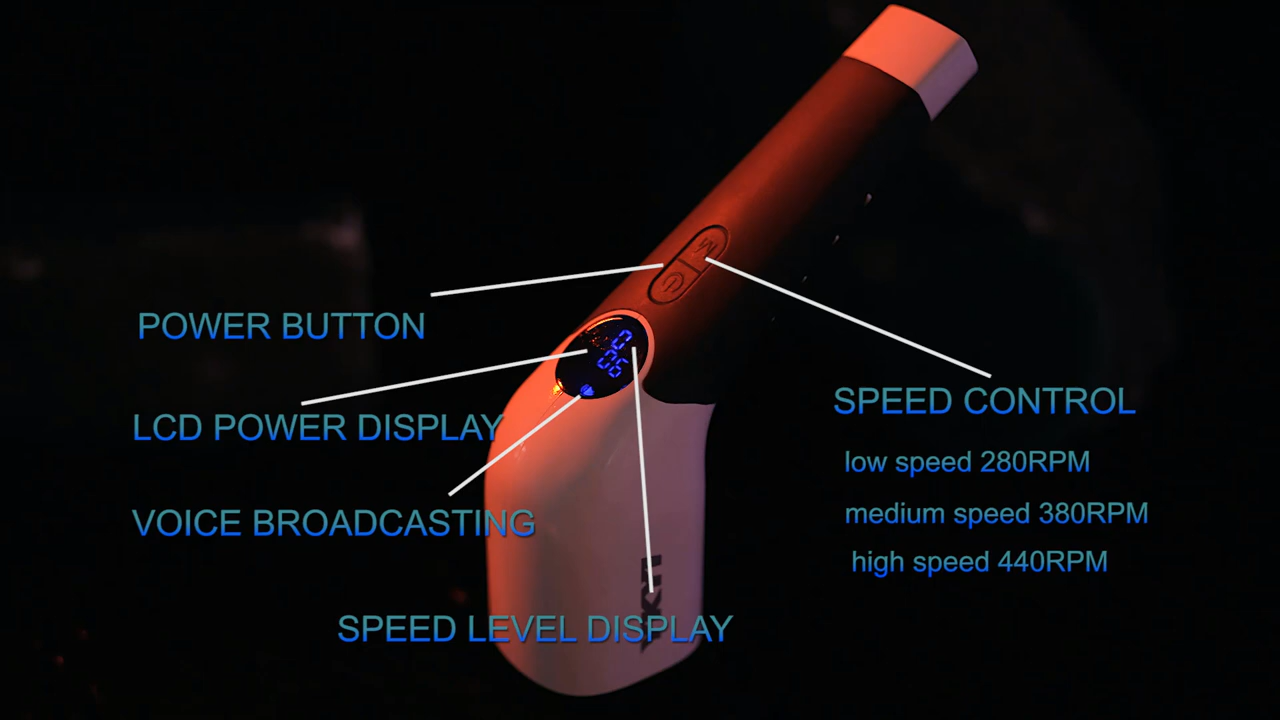 M
POWER BUTTON
LCD POWER DISPLAY
VOICE BROADCASTING
SPEED LEVEL DISPLAY
SPEED CONTROL
low speed 280RPM
medium speed 380RPM
high speed 440RPM